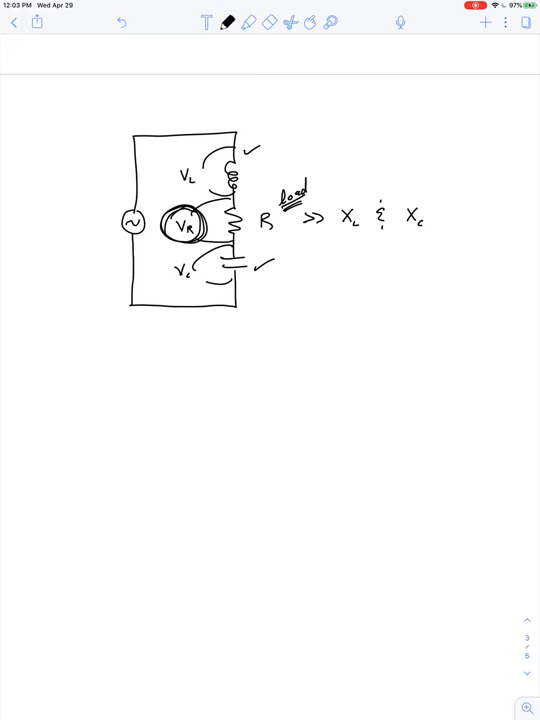 12:03 PM Wed Apr 29
97%
V_L
load
V_R R >> X_L & X_C
V_C
3
/
5